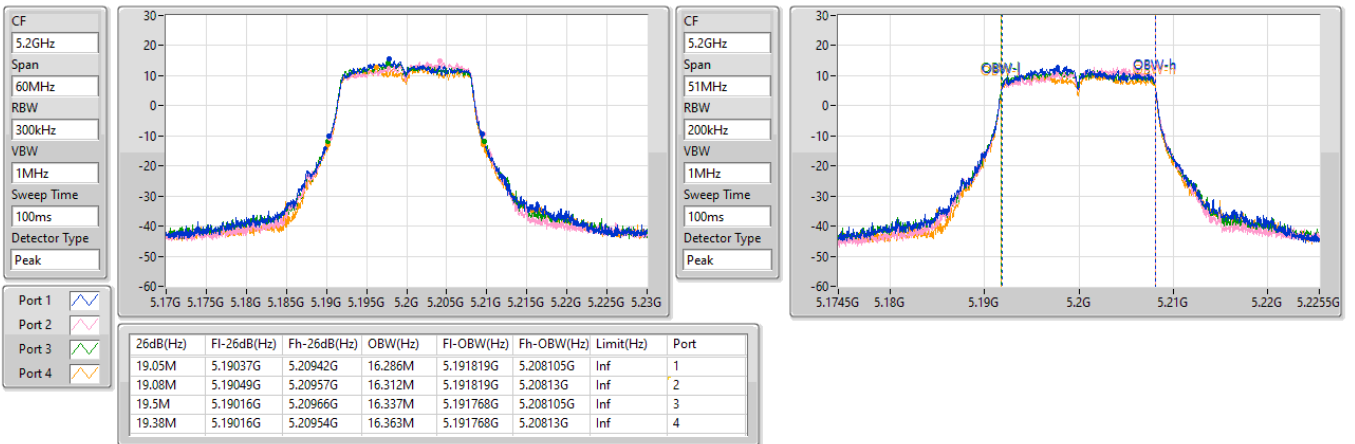 CF
5.2GHz
Span
60MHz
RBW
300kHz
VBW
1MHz
Sweep Time
100ms
Detector Type
Peak
30
20
10
0
-10
-20
-30
-40
-50
-60
5.17G 5.175G 5.18G 5.185G 5.19G 5.195G 5.2G 5.205G 5.21G 5.215G 5.22G 5.225G 5.23G
CF
5.2GHz
Span
51MHz
RBW
200kHz
VBW
1MHz
Sweep Time
100ms
Detector Type
Peak
30
20
10
0
-10
-20
-30
-40
-50
-60
OBW-l OBW-h
5.1745G 5.18G 5.19G 5.2G 5.21G 5.22G 5.2255G
Port 1
Port 2
Port 3
Port 4
26dB(Hz) Fl-26dB(Hz) Fh-26dB(Hz) OBW(Hz) Fl-OBW(Hz) Fh-OBW(Hz) Limit(Hz) Port
19.05M 5.19037G 5.20942G 16.286M 5.191819G 5.208105G Inf 1
19.08M 5.19049G 5.20957G 16.312M 5.191819G 5.20813G Inf 2
19.5M 5.19016G 5.20966G 16.337M 5.191768G 5.208105G Inf 3
19.38M 5.19016G 5.20954G 16.363M 5.191768G 5.20813G Inf 4